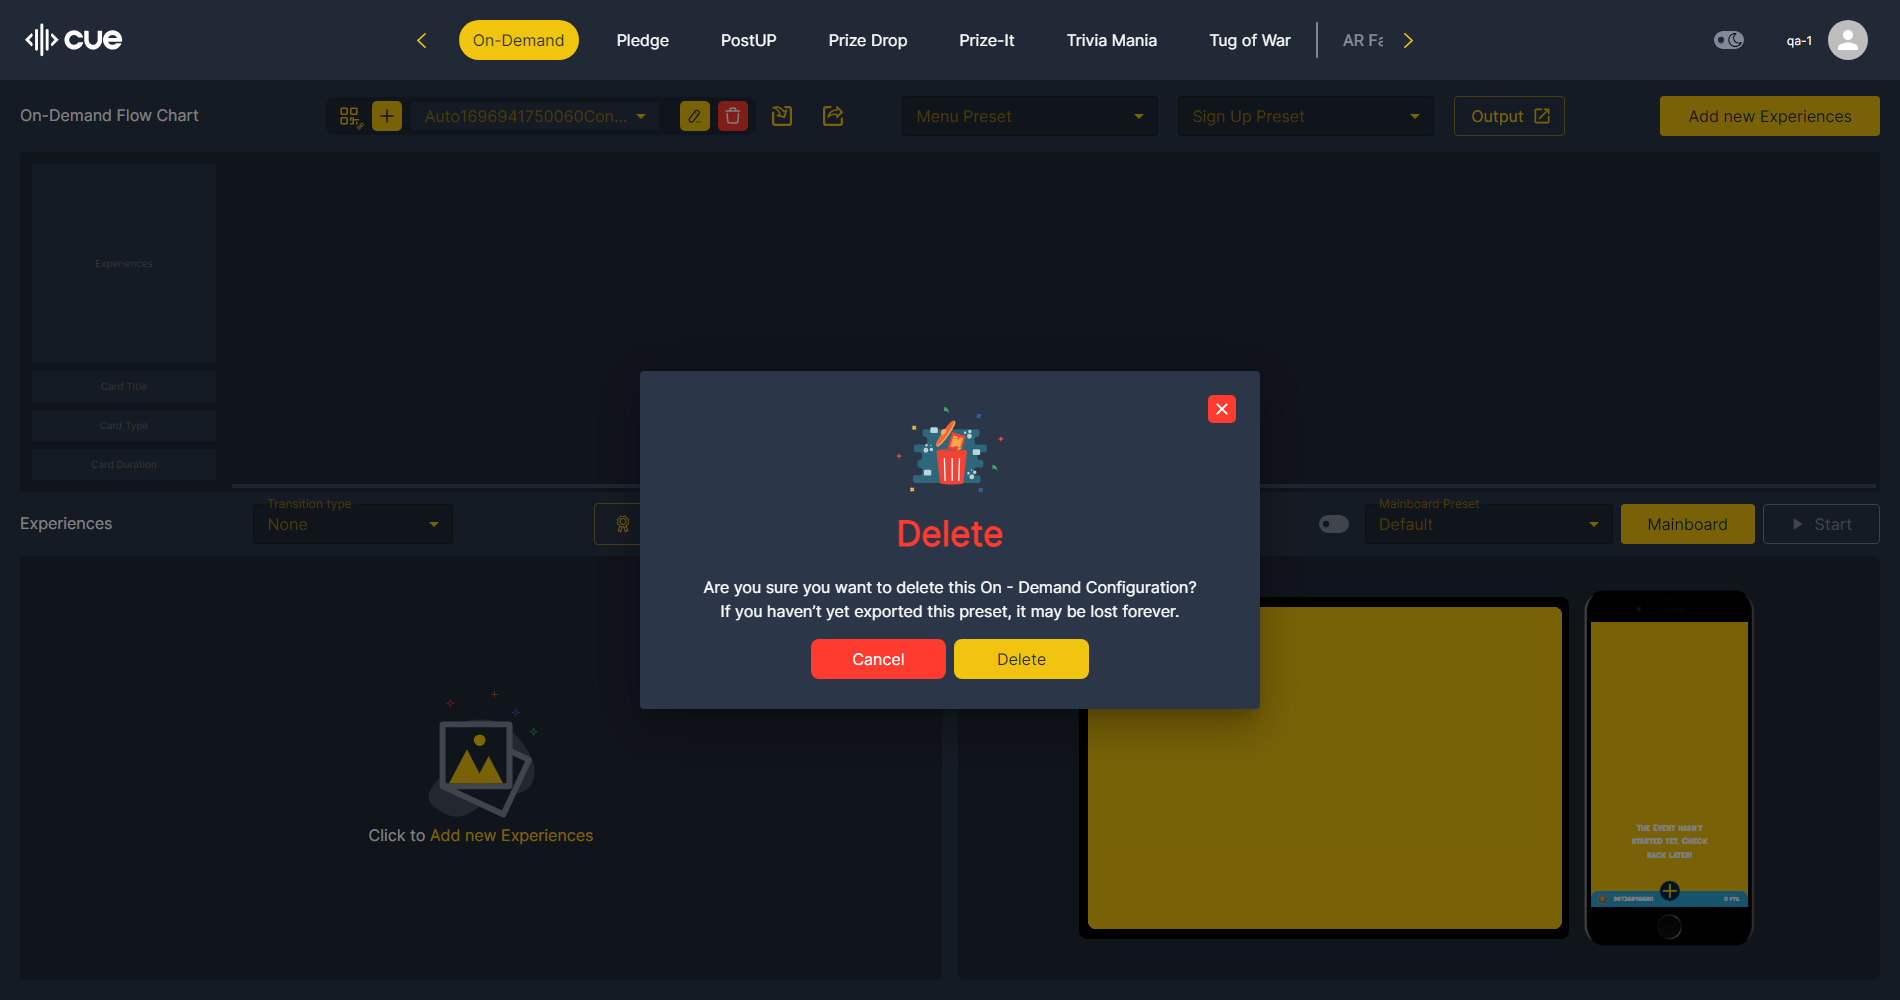 cue
On-Demand
Pledge
PostUP
Prize Drop
Prize-It
Trivia Mania
Tug of War
AR Fa
qa-1
On-Demand Flow Chart
Auto1696941750060Con...
Menu Preset
Sign Up Preset
Output
Add new Experiences
Experiences
Card Title
Card Type
Card Duration
Experiences
Transition type
None
Mainboard Preset
Default
Mainboard
Start
Delete
Are you sure you want to delete this On - Demand Configuration?
If you haven't yet exported this preset, it may be lost forever.
Cancel
Delete
Click to Add new Experiences
The Event hasn't
started yet. Check
back later!
0 PTS.